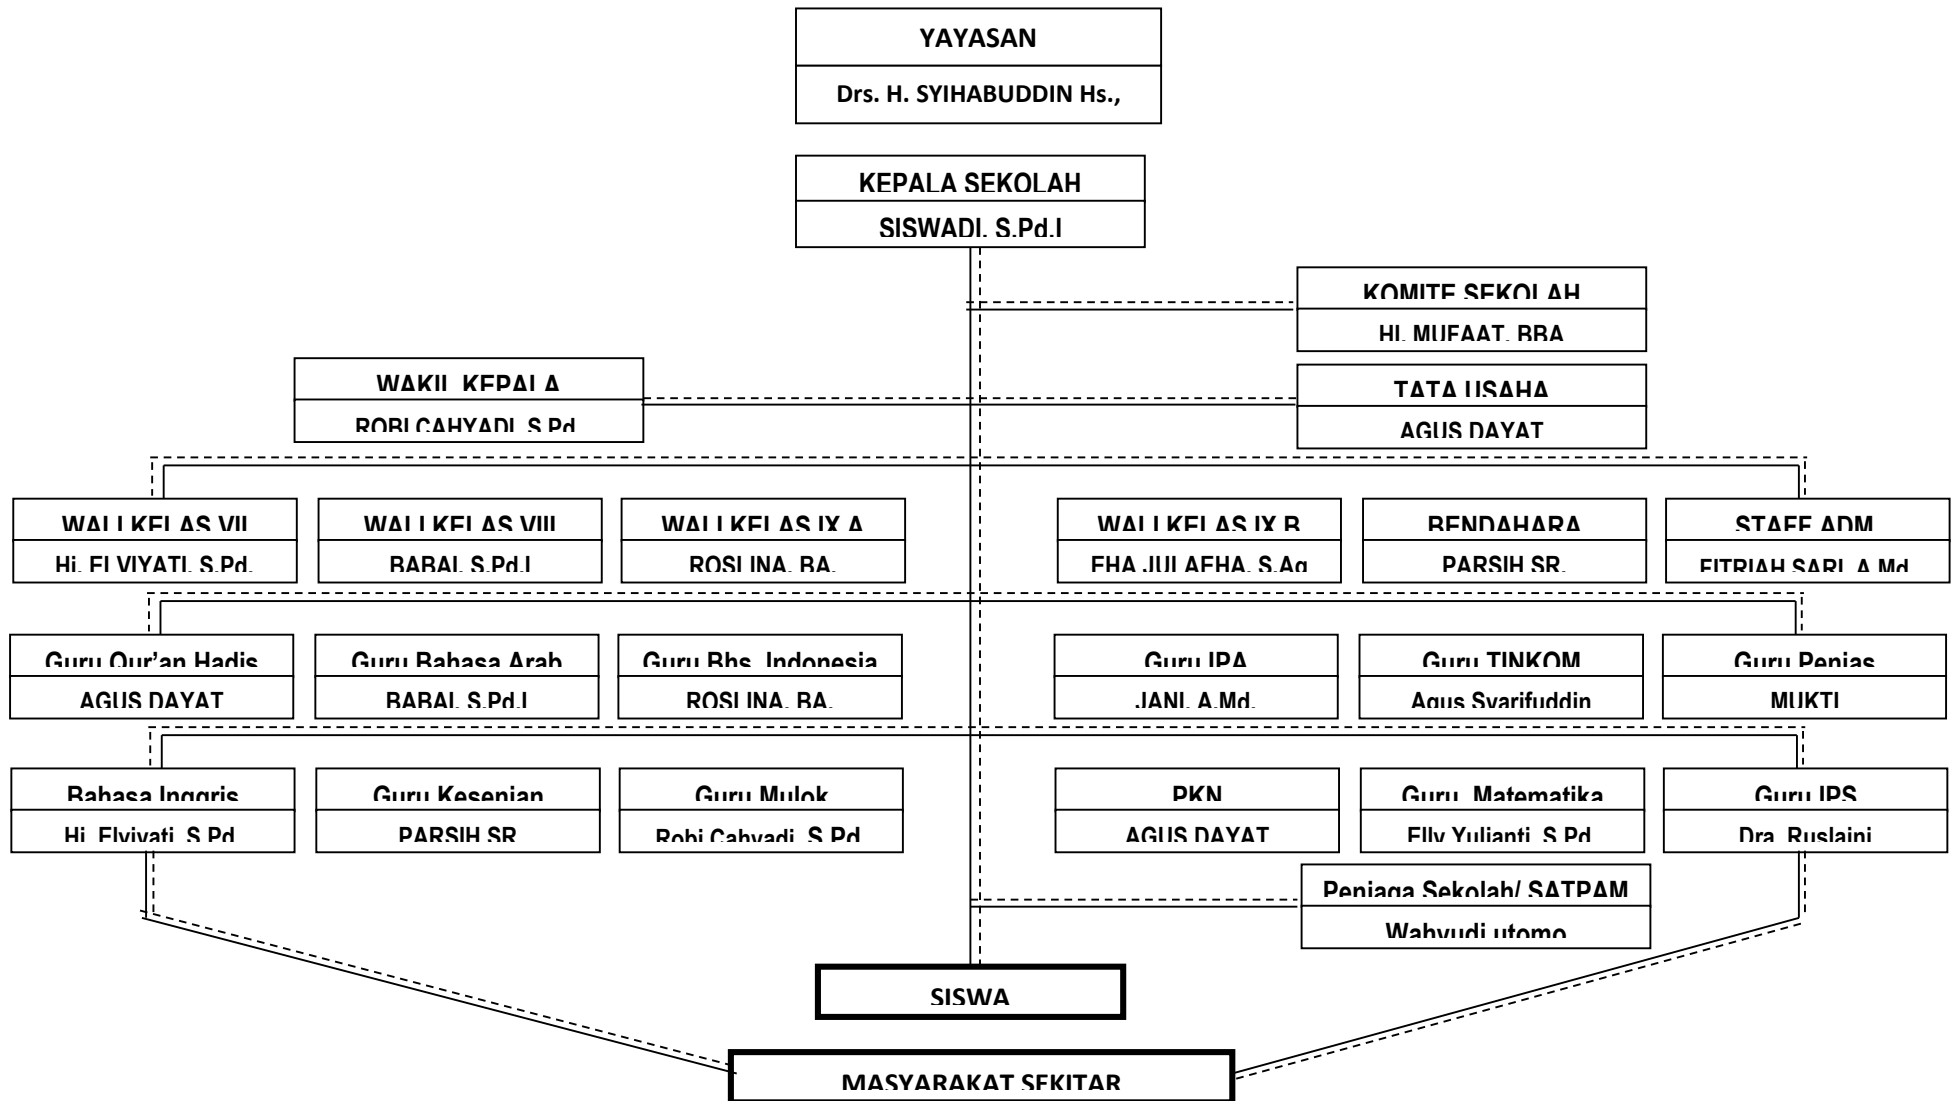 YAYASAN
Drs. H. SYIHABUDDIN Hs.,
KEPALA SEKOLAH
SISWADI. S.Pd.I
KOMITE SEKOLAH
HI. MUFAAT. BBA
WAKIL KEPALA
ROBI CAHYADI S.Pd
TATA USAHA
AGUS DAYAT
WALI KELAS VII
Hj. ELVIYATI. S.Pd.
WALI KELAS VIII
BABAI. S.Pd.I
WALI KELAS IX A
ROSLINA. BA.
WALI KELAS IX B
EHA JULAEHA. S.Ag
BENDAHARA
PARSIH SR.
STAFF ADM
FITRIAH SARI. A.Md
Guru Qur'an Hadis
AGUS DAYAT
Guru Bahasa Arab
BABAI. S.Pd.I
Guru Bhs. Indonesia
ROSLINA. BA.
Guru IPA
JANI. A.Md.
Guru TINKOM
Agus Syarifuddin
Guru Penjas
MUKTI
Bahasa Inggris
Hj. Elviyati S.Pd
Guru Kesenian
PARSIH SR
Guru Mulok
Robi Cahyadi S.Pd
PKN
AGUS DAYAT
Guru Matematika
Elly Yulianti S.Pd
Guru IPS
Dra. Ruslaini
Penjaga Sekolah/ SATPAM
Wahyudi utomo
SISWA
MASYARAKAT SEKITAR